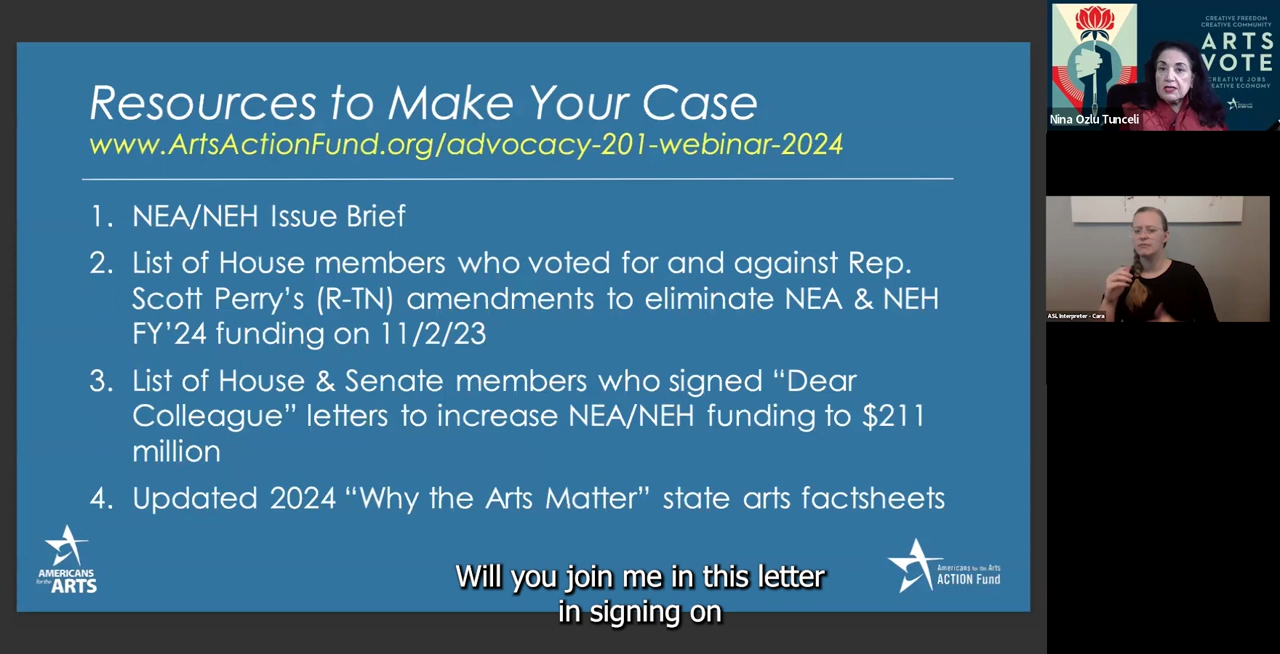 Resources to Make Your Case
www.ArtsActionFund.org/advocacy-201-webinar-2024
1. NEA/NEH Issue Brief
2. List of House members who voted for and against Rep.
Scott Perry’s (R-TN) amendments to eliminate NEA & NEH
FY’24 funding on 11/2/23
3. List of House & Senate members who signed “Dear
Colleague” letters to increase NEA/NEH funding to $211
million
4. Updated 2024 “Why the Arts Matter” state arts factsheets
AMERICANS
for the ARTS
Americans for the Arts
ACTION Fund
Will you join me in this letter
in signing on
CREATIVE FREEDOM
CREATIVE COMMUNITY
ARTS
VOTE
CREATIVE JOBS
CREATIVE ECONOMY
Nina Ozlu Tunceli
ASL Interpreter - Cara